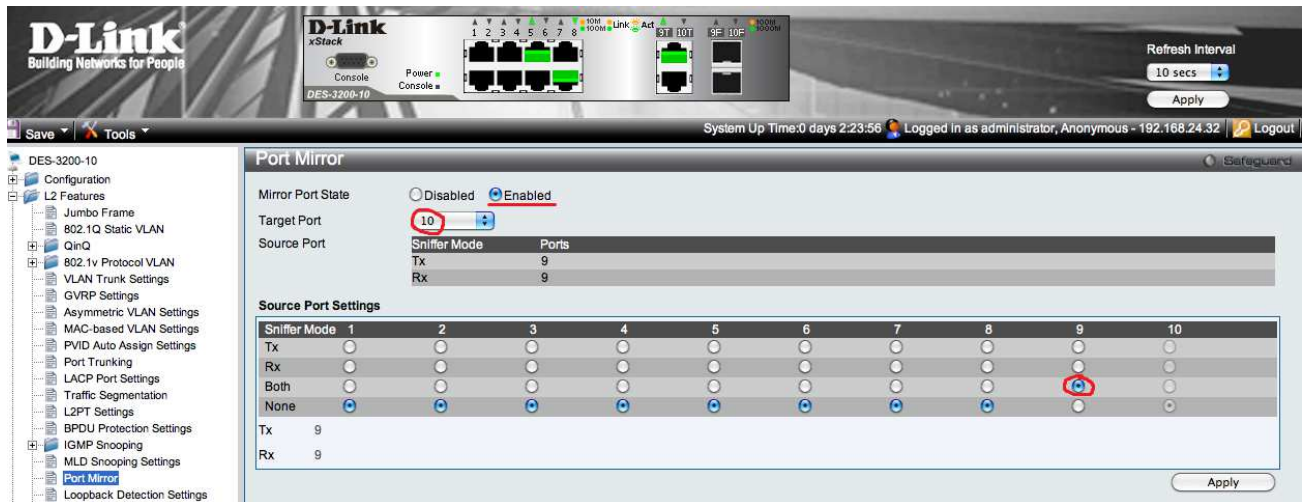 D-Link
Building Networks for People
D-Link
xStack
Console
DES-3200-10
Power
Console
1 2 3 4 5 6 7 8
10M
100M
Link
Act
9T 10T
9F 10F
100M
1000M
Refresh Interval
10 secs
Apply
Save
Tools
System Up Time:0 days 2:23:56
Logged in as administrator, Anonymous - 192.168.24.32
Logout
DES-3200-10
Configuration
L2 Features
Jumbo Frame
802.1Q Static VLAN
QinQ
802.1v Protocol VLAN
VLAN Trunk Settings
GVRP Settings
Asymmetric VLAN Settings
MAC-based VLAN Settings
PVID Auto Assign Settings
Port Trunking
LACP Port Settings
Traffic Segmentation
L2PT Settings
BPDU Protection Settings
IGMP Snooping
MLD Snooping Settings
Port Mirror
Loopback Detection Settings
Port Mirror
Safeguard
Mirror Port State Disabled Enabled
Target Port 10
Source Port Sniffer Mode Ports
Tx 9
Rx 9
Source Port Settings
Sniffer Mode 1 2 3 4 5 6 7 8 9 10
Tx
Rx
Both
None
Tx 9
Rx 9
Apply